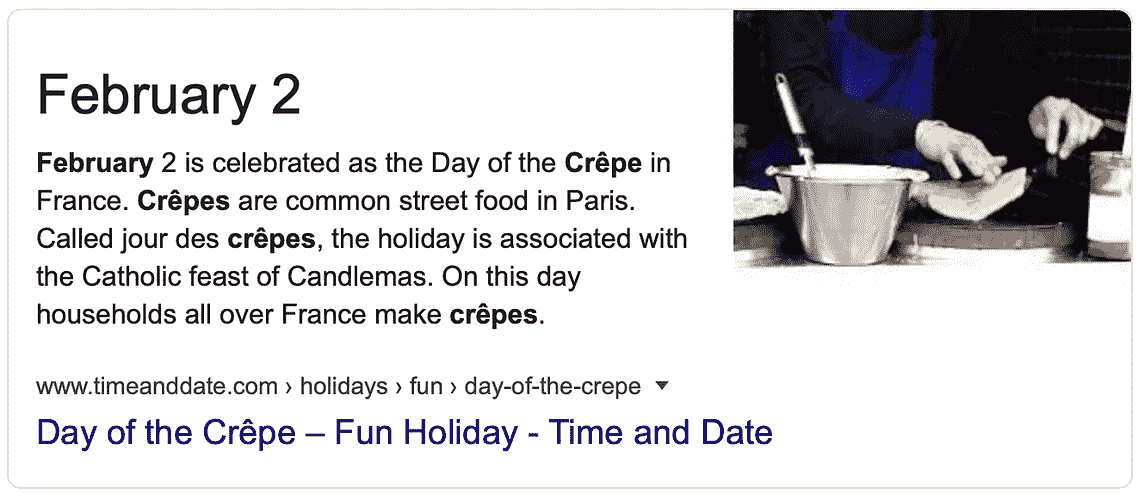 February 2
February 2 is celebrated as the Day of the Crêpe in
France. Crêpes are common street food in Paris.
Called jour des crêpes, the holiday is associated with
the Catholic feast of Candlemas. On this day
households all over France make crêpes.
www.timeanddate.com › holidays › fun › day-of-the-crepe
Day of the Crêpe – Fun Holiday - Time and Date